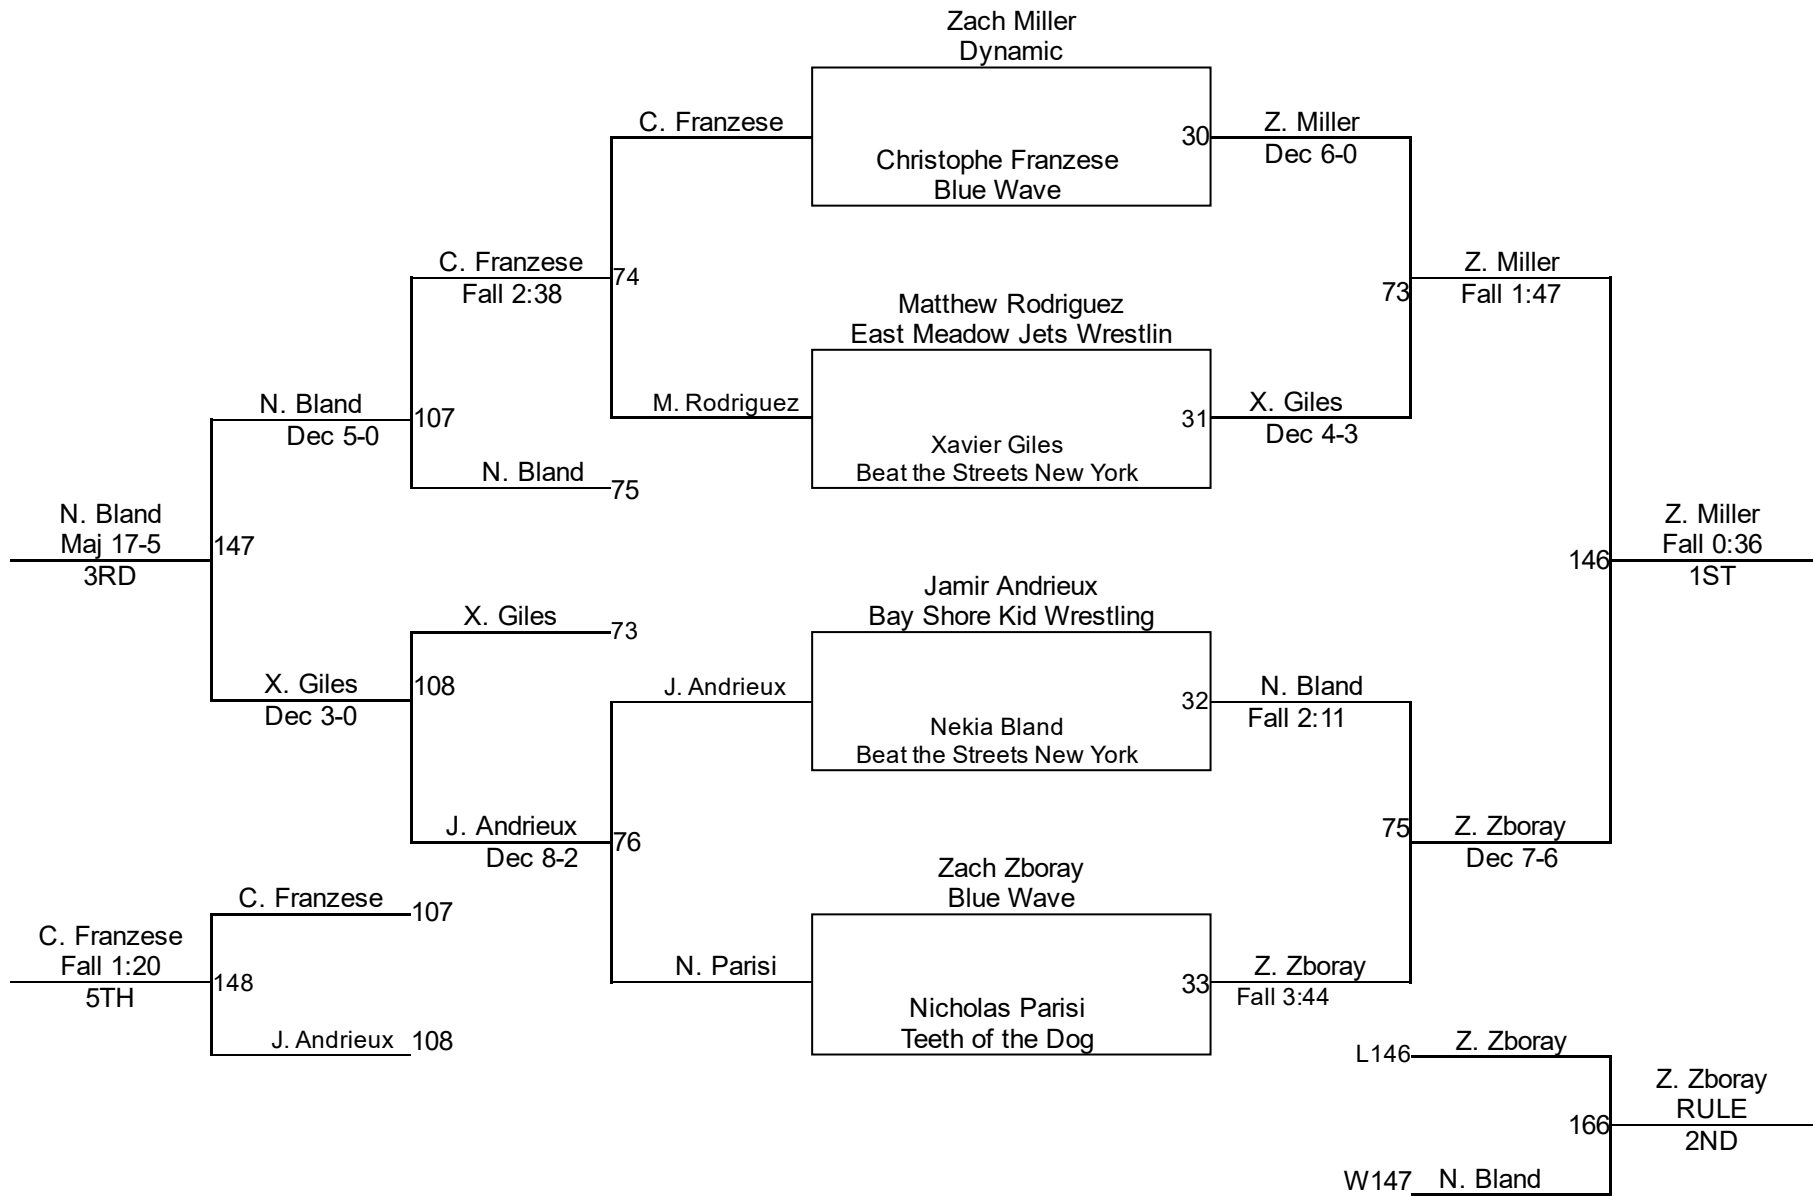 Zach Miller
Dynamic
C. Franzese
30
Z. Miller
Dec 6-0
Christophe Franzese
Blue Wave
C. Franzese
Fall 2:38
74
Z. Miller
Fall 1:47
73
Matthew Rodriguez
East Meadow Jets Wrestlin
N. Bland
Dec 5-0
107
M. Rodriguez
31
X. Giles
Dec 4-3
Xavier Giles
Beat the Streets New York
N. Bland
75
N. Bland
Maj 17-5
3RD
147
Z. Miller
Fall 0:36
1ST
146
Jamir Andrieux
Bay Shore Kid Wrestling
X. Giles
73
X. Giles
Dec 3-0
108
J. Andrieux
32
N. Bland
Fall 2:11
Nekia Bland
Beat the Streets New York
J. Andrieux
Dec 8-2
76
75
Z. Zboray
Dec 7-6
Zach Zboray
Blue Wave
C. Franzese
107
C. Franzese
Fall 1:20
5TH
148
N. Parisi
33
Z. Zboray
Fall 3:44
Nicholas Parisi
Teeth of the Dog
J. Andrieux
108
L146
Z. Zboray
Z. Zboray
RULE
2ND
166
W147
N. Bland